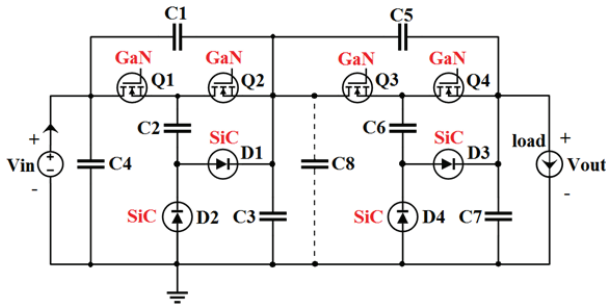 C1 C5
GaN GaN GaN GaN
Q1 Q2 Q3 Q4
+ C2 SiC C6 SiC load +
Vin D1 D3 Vout
- C4 C8 -
SiC D2 C3 SiC D4 C7